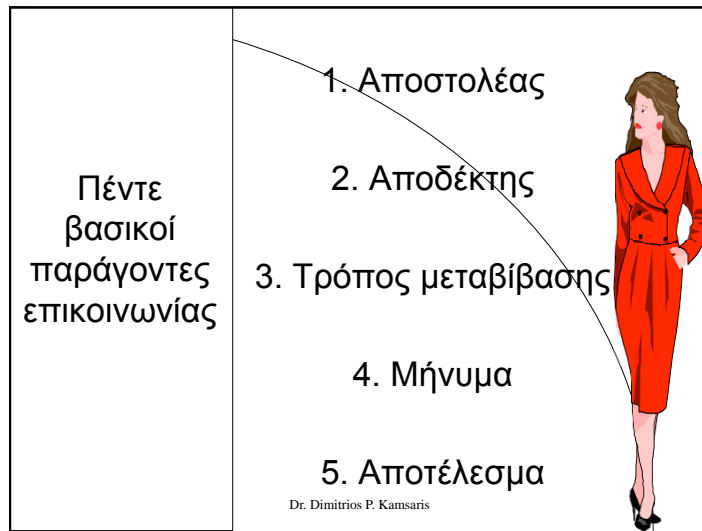 Πέντε
βασικοί
παράγοντες
επικοινωνίας
1. Αποστολέας
2. Αποδέκτης
3. Τρόπος μεταβίβασης
4. Μήνυμα
5. Αποτέλεσμα
Dr. Dimitrios P. Kamsaris